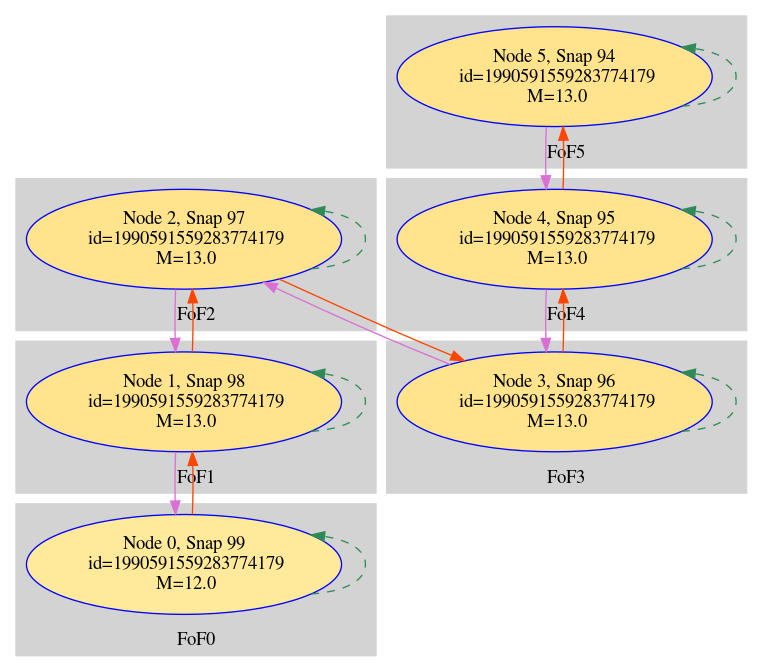 Node 5, Snap 94
id=1990591559283774179
M=13.0
FoF5
Node 2, Snap 97
id=1990591559283774179
M=13.0
FoF2
Node 4, Snap 95
id=1990591559283774179
M=13.0
FoF4
Node 1, Snap 98
id=1990591559283774179
M=13.0
FoF1
Node 3, Snap 96
id=1990591559283774179
M=13.0
FoF3
Node 0, Snap 99
id=1990591559283774179
M=12.0
FoF0